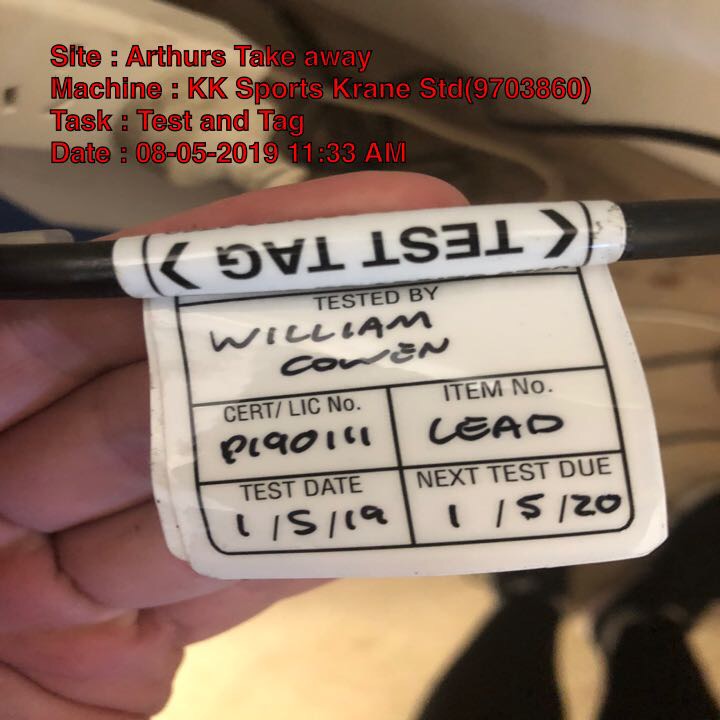 Site : Arthurs Take away
Machine : KK Sports Krane Std(9703860)
Task : Test and Tag
Date : 08-05-2019 11:33 AM
< TEST TAG >
TESTED BY
WILLIAM
COWEN
CERT/ LIC No.
P190111
ITEM No.
LEAD
TEST DATE
1/5/19
NEXT TEST DUE
1/5/20